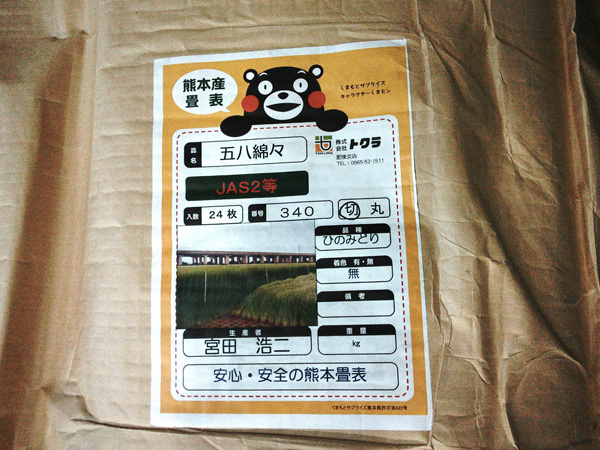 熊本産
畳表
くまもとサプライズ
キャラクターくまモン
品名
五八綿々
株式会社 トクラ
肥後支店
TEL:0965-52-1511
JAS2等
入数 24枚 番号 340 切 丸
品種
ひのみどり
着色 有・無
無
備考
生産者
宮田 浩二
重量
kg
安心・安全の熊本畳表